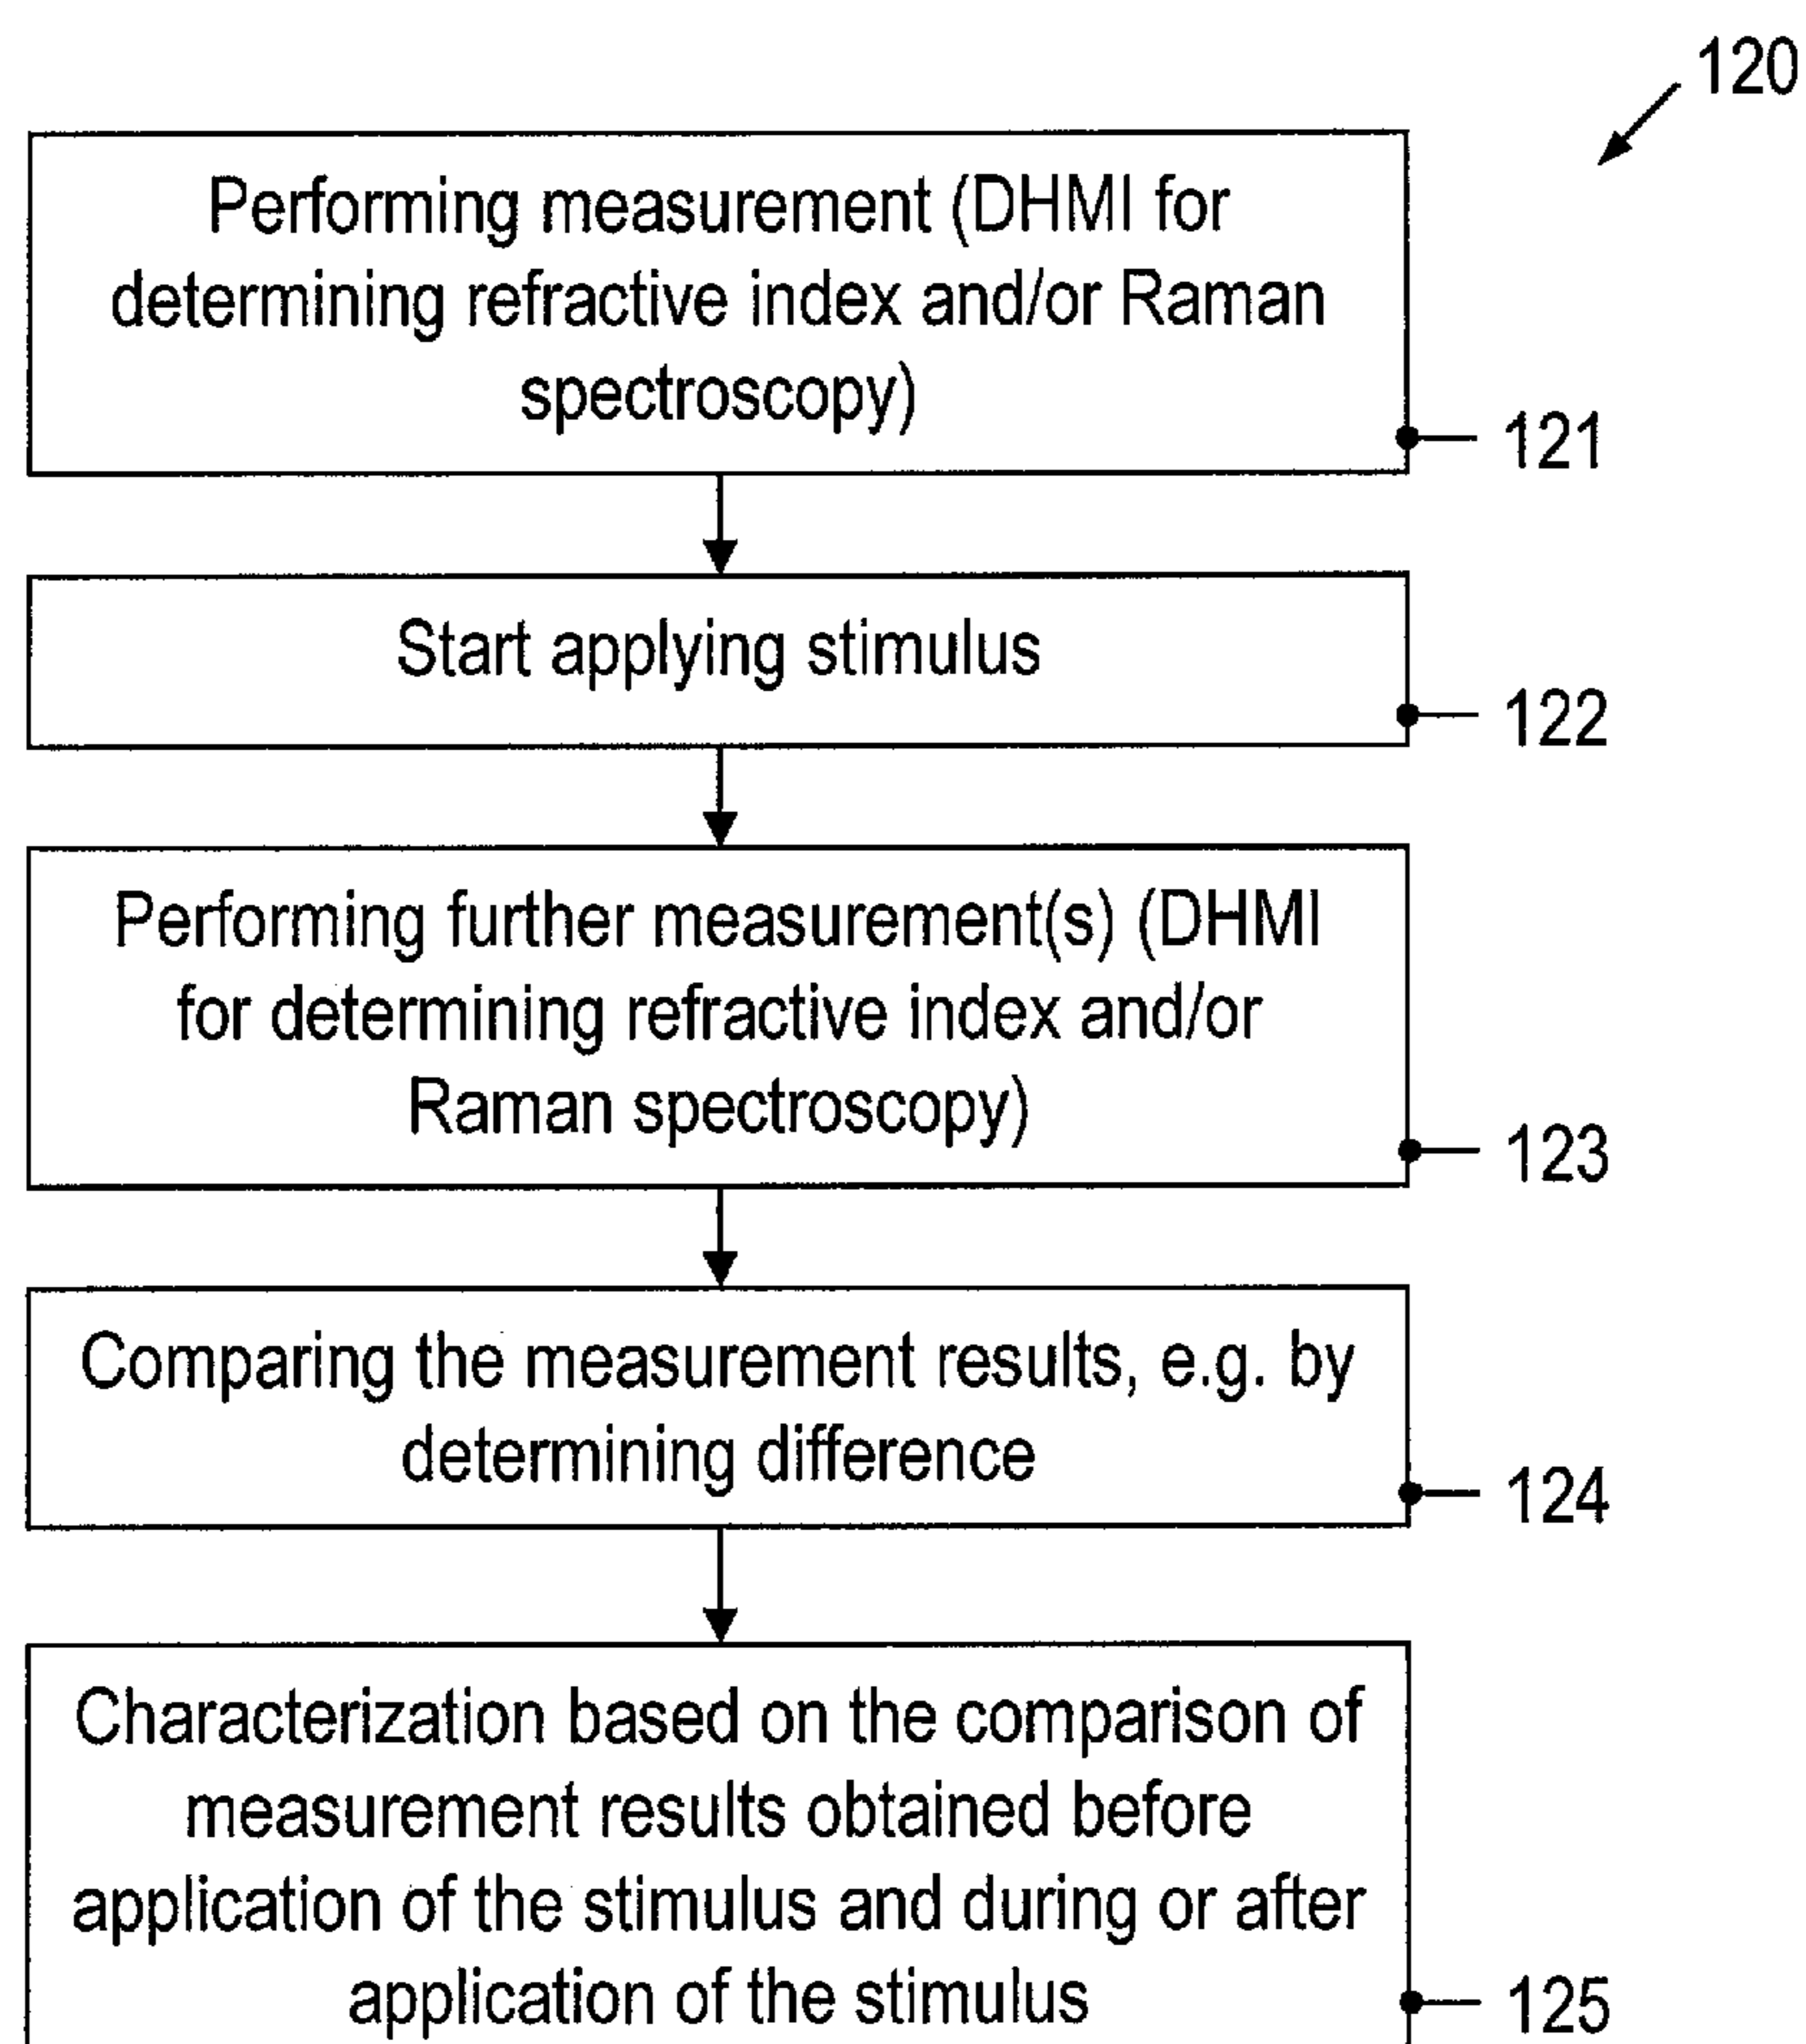 120
Performing measurement (DHMI for
determining refractive index and/or Raman
spectroscopy)
121
Start applying stimulus
122
Performing further measurement(s) (DHMI
for determining refractive index and/or
Raman spectroscopy)
123
Comparing the measurement results, e.g. by
determining difference
124
Characterization based on the comparison of
measurement results obtained before
application of the stimulus and during or after
application of the stimulus
125